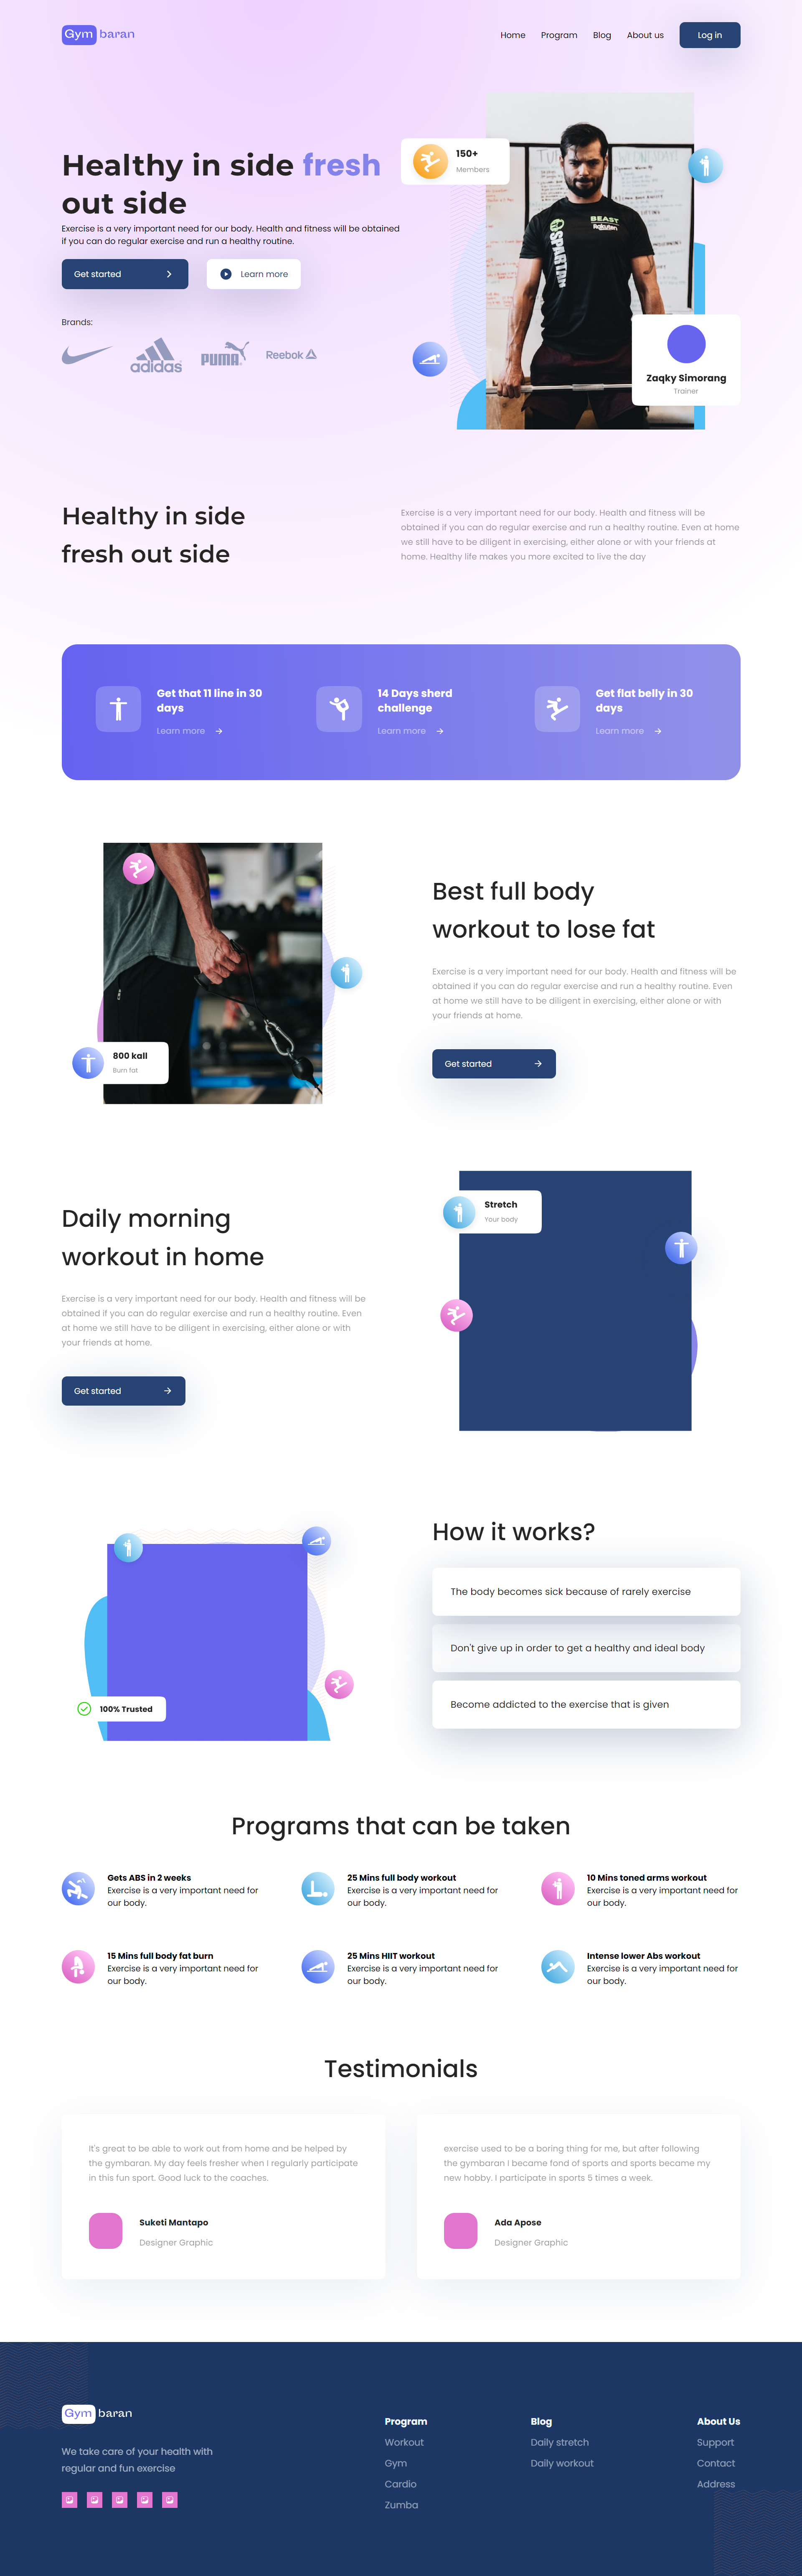 Gym baran
Home Program Blog About us Log in
Healthy in side fresh
out side
Exercise is a very important need for our body. Health and fitness will be obtained
if you can do regular exercise and run a healthy routine.
Get started
Learn more
Brands:
adidas
PUMA
Reebok
150+
Members
BEAST
Reebok
SPARTAN
Zaqky Simorang
Trainer
Healthy in side
fresh out side
Exercise is a very important need for our body. Health and fitness will be
obtained if you can do regular exercise and run a healthy routine. Even at home
we still have to be diligent in exercising, either alone or with your friends at
home. Healthy life makes you more excited to live the day
Get that 11 line in 30
days
Learn more
14 Days sherd
challenge
Learn more
Get flat belly in 30
days
Learn more
800 kall
Burn fat
Best full body
workout to lose fat
Exercise is a very important need for our body. Health and fitness will be
obtained if you can do regular exercise and run a healthy routine. Even
at home we still have to be diligent in exercising, either alone or with
your friends at home.
Get started
Daily morning
workout in home
Exercise is a very important need for our body. Health and fitness will be
obtained if you can do regular exercise and run a healthy routine. Even
at home we still have to be diligent in exercising, either alone or with
your friends at home.
Get started
Stretch
Your body
100% Trusted
How it works?
The body becomes sick because of rarely exercise
Don't give up in order to get a healthy and ideal body
Become addicted to the exercise that is given
Programs that can be taken
Gets ABS in 2 weeks
Exercise is a very important need for
our body.
25 Mins full body workout
Exercise is a very important need for
our body.
10 Mins toned arms workout
Exercise is a very important need for
our body.
15 Mins full body fat burn
Exercise is a very important need for
our body.
25 Mins HIIT workout
Exercise is a very important need for
our body.
Intense lower Abs workout
Exercise is a very important need for
our body.
Testimonials
It's great to be able to work out from home and be helped by
the gymbaran. My day feels fresher when I regularly participate
in this fun sport. Good luck to the coaches.
Suketi Mantapo
Designer Graphic
exercise used to be a boring thing for me, but after following
the gymbaran I became fond of sports and sports became my
new hobby. I participate in sports 5 times a week.
Ada Apose
Designer Graphic
Gym baran
We take care of your health with
regular and fun exercise
Program
Workout
Gym
Cardio
Zumba
Blog
Daily stretch
Daily workout
About Us
Support
Contact
Address